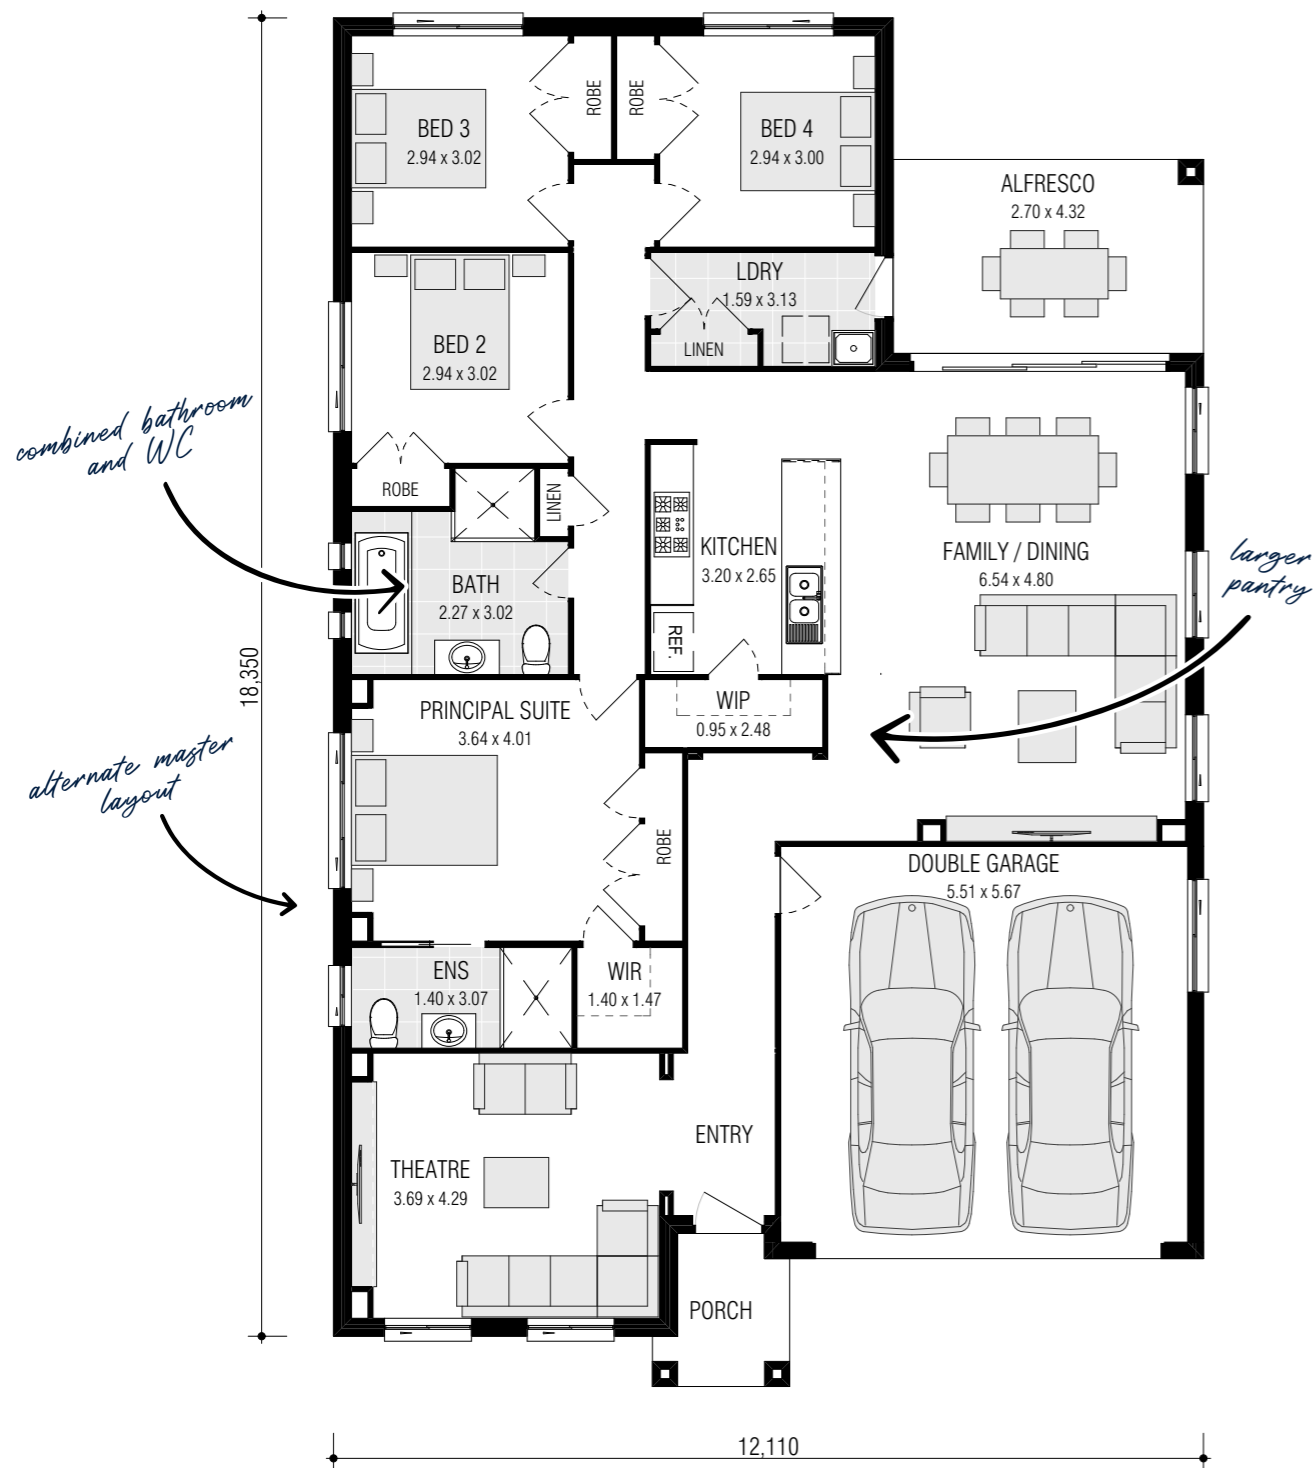 ROBE
ROBE
BED 3
2.94 x 3.02
BED 4
2.94 x 3.00
ALFRESCO
2.70 x 4.32
LDRY
1.59 x 3.13
LINEN
BED 2
2.94 x 3.02
combined bathroom
and WC
ROBE
LINEN
KITCHEN
3.20 x 2.65
FAMILY / DINING
6.54 x 4.80
larger
pantry
BATH
2.27 x 3.02
REF.
18,350
PRINCIPAL SUITE
3.64 x 4.01
WIP
0.95 x 2.48
alternate master
layout
ROBE
DOUBLE GARAGE
5.51 x 5.67
ENS
1.40 x 3.07
WIR
1.40 x 1.47
ENTRY
THEATRE
3.69 x 4.29
PORCH
12,110